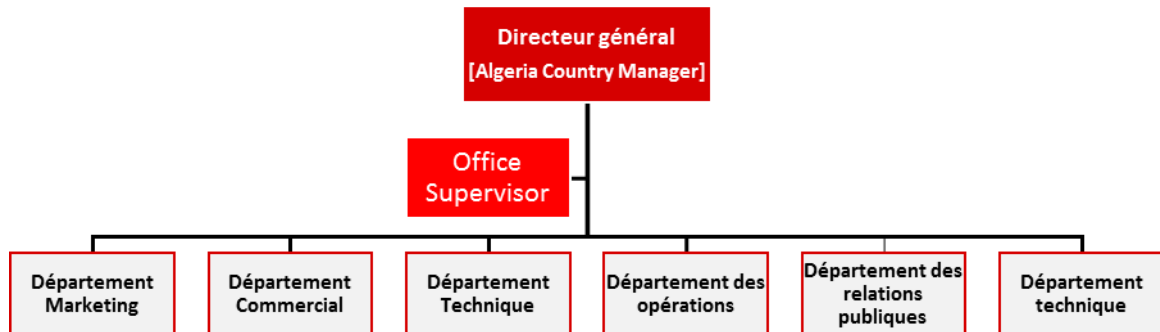 Directeur général
[Algeria Country Manager]
Office
Supervisor
Département
Marketing
Département
Commercial
Département
Technique
Département des
opérations
Département des
relations
publiques
Département
technique